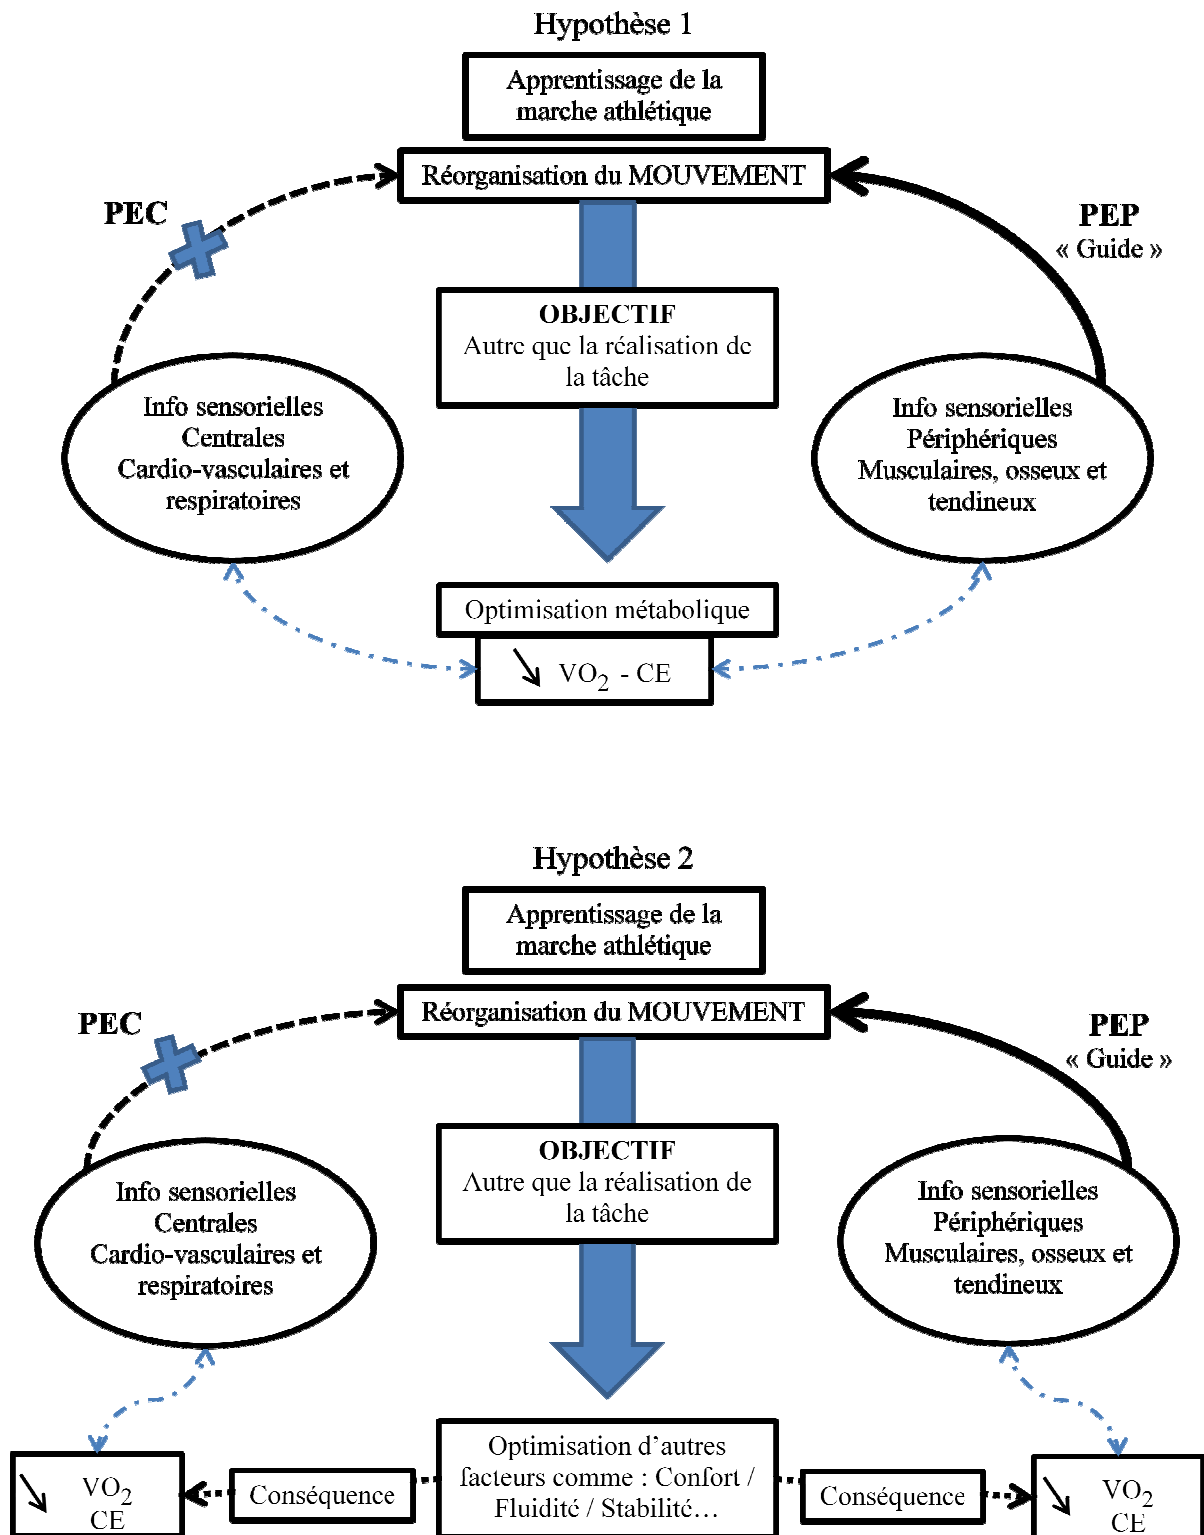 Hypothèse 1
Apprentissage de la
marche athlétique
Réorganisation du MOUVEMENT
PEC
PEP
« Guide »
OBJECTIF
Autre que la réalisation de
la tâche
Info sensorielles
Centrales
Cardio-vasculaires et
respiratoires
Info sensorielles
Périphériques
Musculaires, osseux et
tendineux
Optimisation métabolique
VO2 - CE
Hypothèse 2
Apprentissage de la
marche athlétique
Réorganisation du MOUVEMENT
PEC
PEP
« Guide »
OBJECTIF
Autre que la réalisation de
la tâche
Info sensorielles
Centrales
Cardio-vasculaires et
respiratoires
Info sensorielles
Périphériques
Musculaires, osseux et
tendineux
VO2
CE
Conséquence
Optimisation d’autres
facteurs comme : Confort /
Fluidité / Stabilité…
Conséquence
VO2
CE